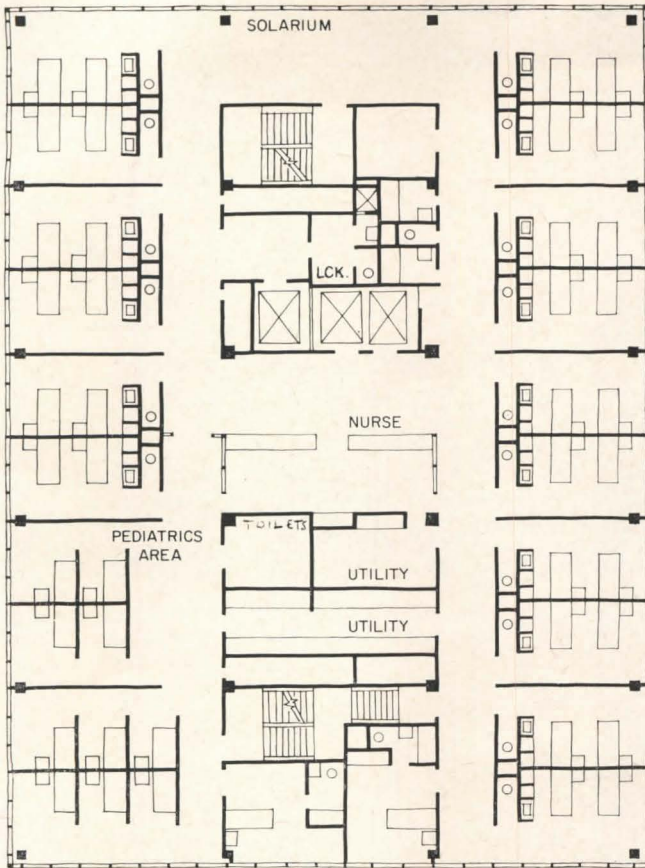 SOLARIUM
LCK.
NURSE
TOILETS
PEDIATRICS
AREA
UTILITY
UTILITY